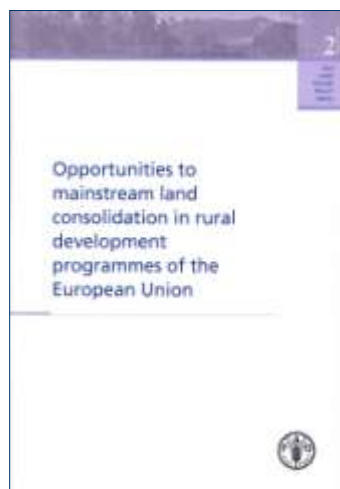 2
Opportunities to
mainstream land
consolidation in rural
development
programmes of the
European Union